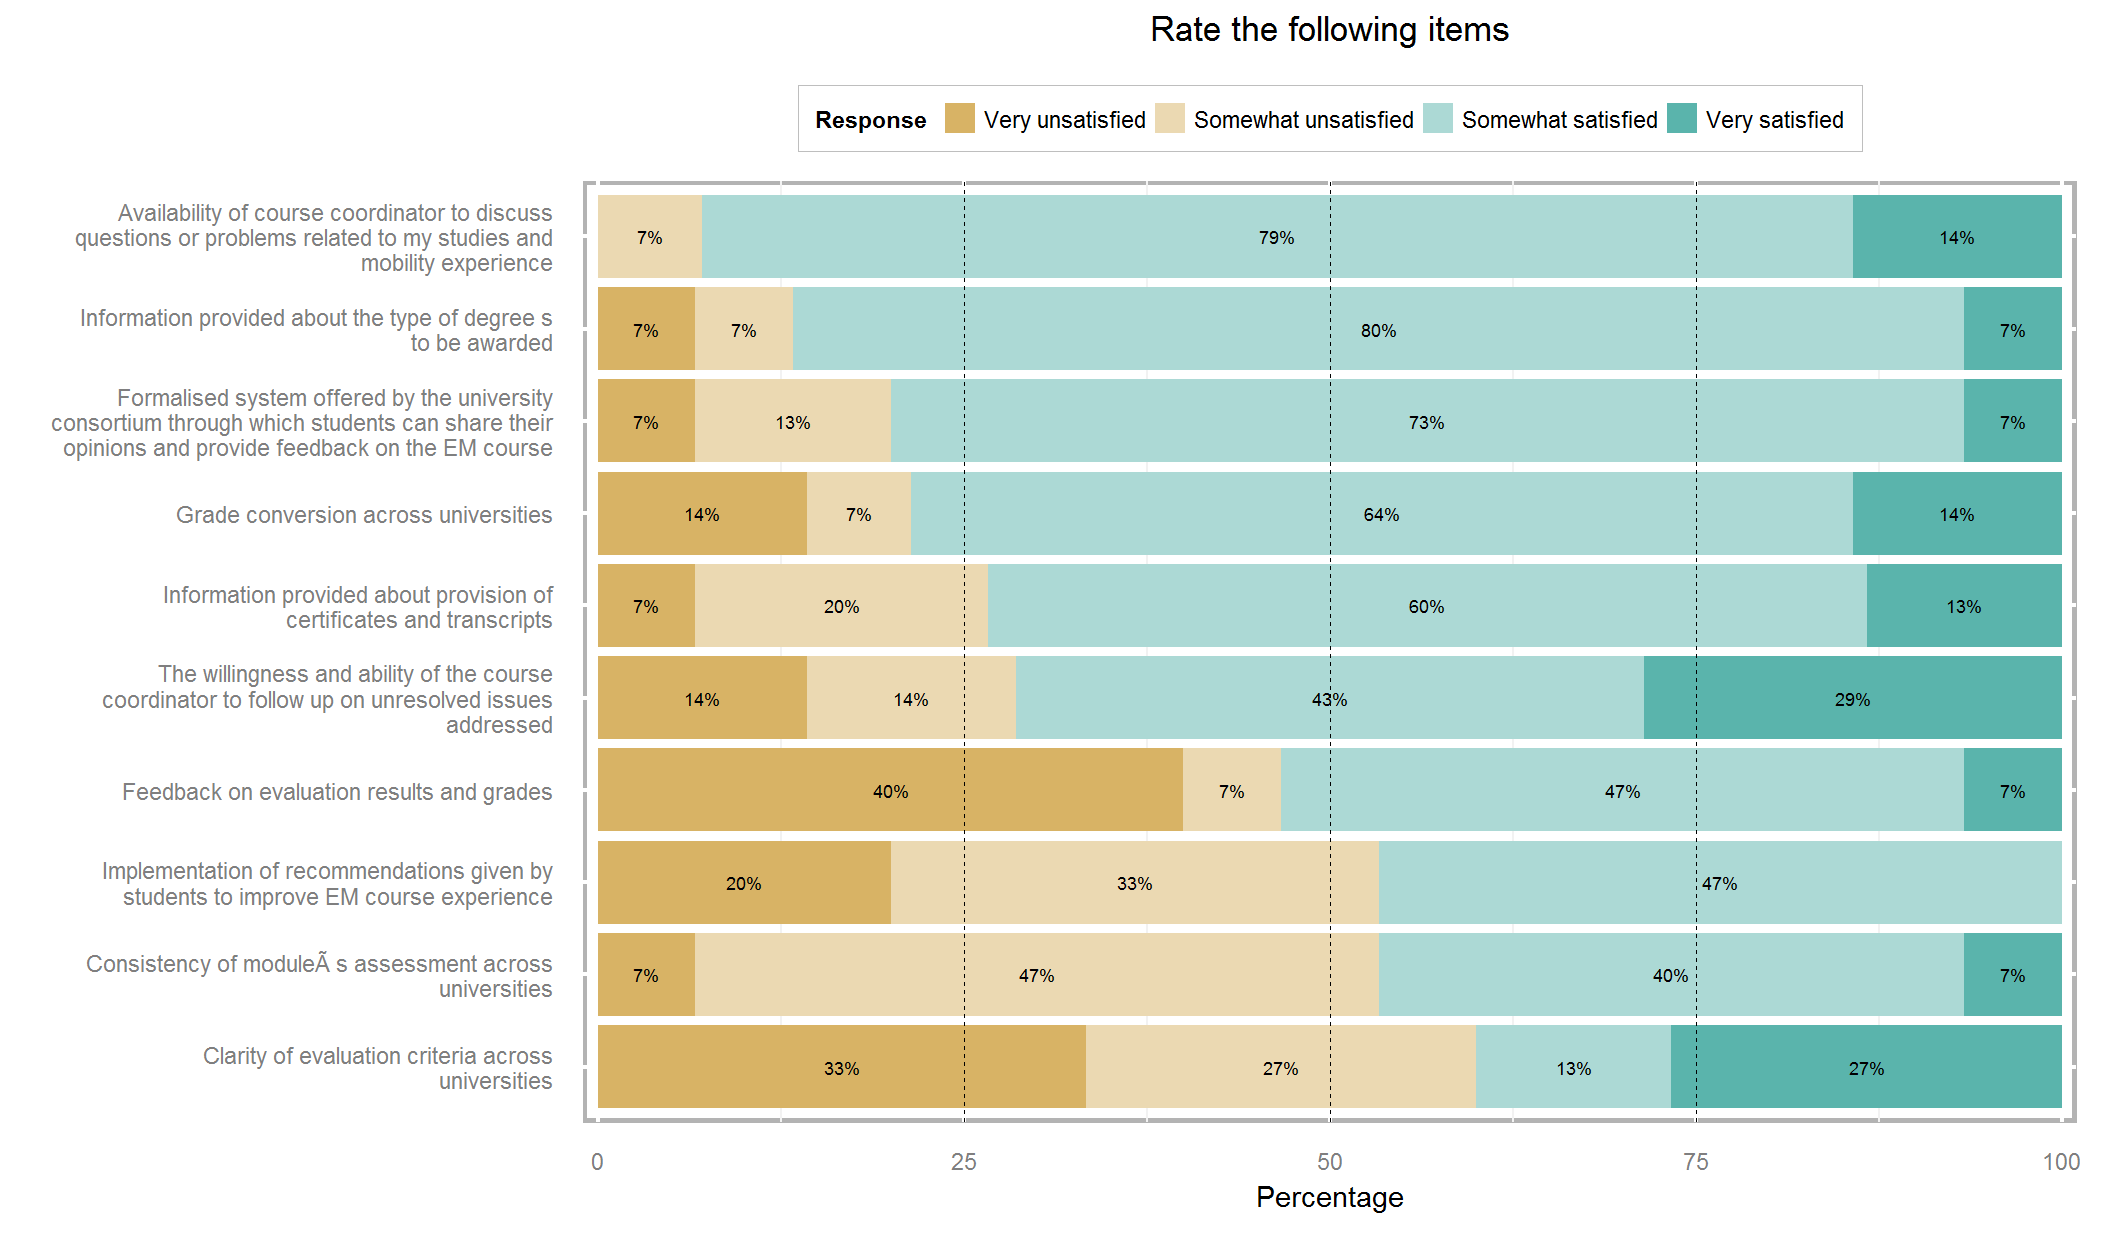 Rate the following items
Response Very unsatisfied Somewhat unsatisfied Somewhat satisfied Very satisfied
Availability of course coordinator to discuss
questions or problems related to my studies and
mobility experience
7% 79% 14%
Information provided about the type of degree s
to be awarded
7% 7% 80% 7%
Formalised system offered by the university
consortium through which students can share their
opinions and provide feedback on the EM course
7% 13% 73% 7%
Grade conversion across universities
14% 7% 64% 14%
Information provided about provision of
certificates and transcripts
7% 20% 60% 13%
The willingness and ability of the course
coordinator to follow up on unresolved issues
addressed
14% 14% 43% 29%
Feedback on evaluation results and grades
40% 7% 47% 7%
Implementation of recommendations given by
students to improve EM course experience
20% 33% 47%
Consistency of moduleÃ s assessment across
universities
7% 47% 40% 7%
Clarity of evaluation criteria across
universities
33% 27% 13% 27%
0 25 50 75 100
Percentage